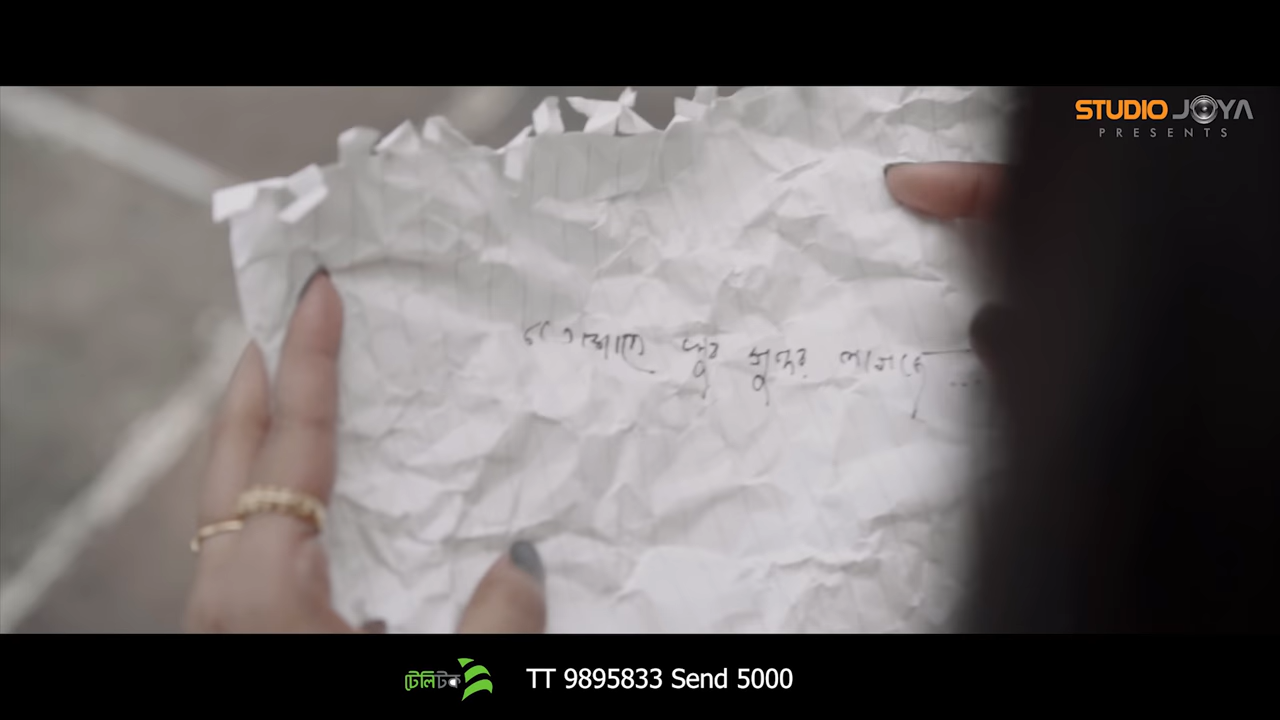 STUDIO JOYA
PRESENTS
তোমাকে খুব সুন্দর লাগছে ...
টেলিটক TT 9895833 Send 5000